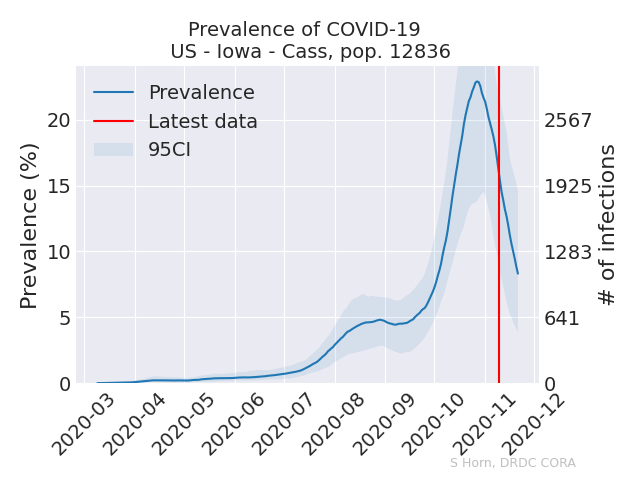 Prevalence of COVID-19
US - Iowa - Cass, pop. 12836
Prevalence
Latest data
95CI
Prevalence (%)
20
15
10
5
0
2567
1925
1283
641
0
# of infections
2020-03
2020-04
2020-05
2020-06
2020-07
2020-08
2020-09
2020-10
2020-11
2020-12
S Horn, DRDC CORA